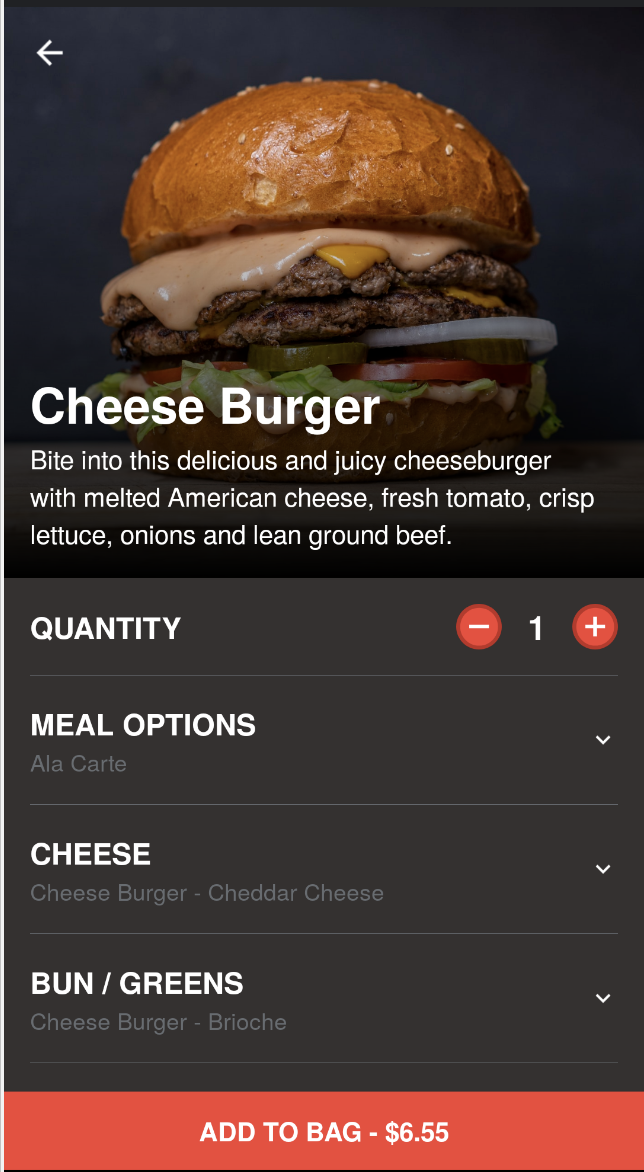 Cheese Burger
Bite into this delicious and juicy cheeseburger
with melted American cheese, fresh tomato, crisp
lettuce, onions and lean ground beef.
QUANTITY
1
MEAL OPTIONS
Ala Carte
CHEESE
Cheese Burger - Cheddar Cheese
BUN / GREENS
Cheese Burger - Brioche
ADD TO BAG - $6.55